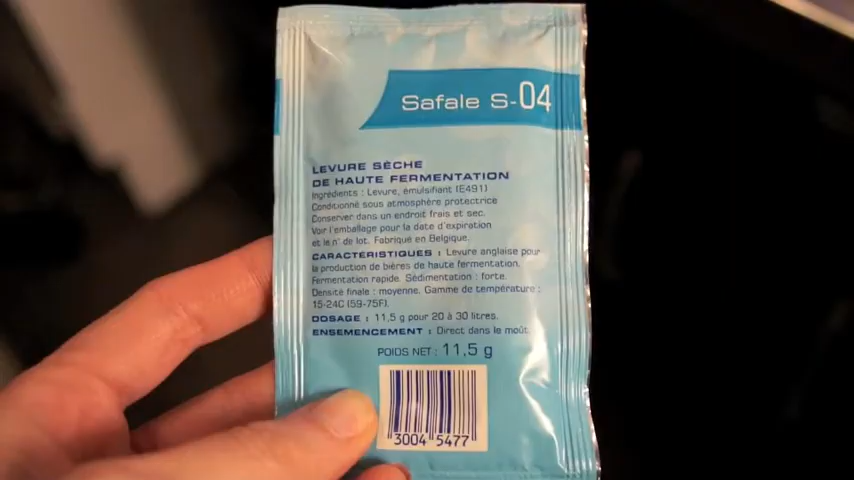 Safale S-04
LEVURE SÈCHE
DE HAUTE FERMENTATION
Ingrédients : Levure, émulsifiant (E491)
Conditionné sous atmosphère protectrice
Conserver dans un endroit frais et sec.
Voir l'emballage pour la date d'expiration
et le n° de lot. Fabriqué en Belgique.
CARACTÉRISTIQUES : Levure anglaise pour
la production de bières de haute fermentation.
Fermentation rapide. Sédimentation : forte.
Densité finale : moyenne. Gamme de température :
15-24C (59-75F).
DOSAGE : 11,5 g pour 20 à 30 litres.
ENSEMENCEMENT : Direct dans le moût.
POIDS NET : 11,5 g
3004 5477